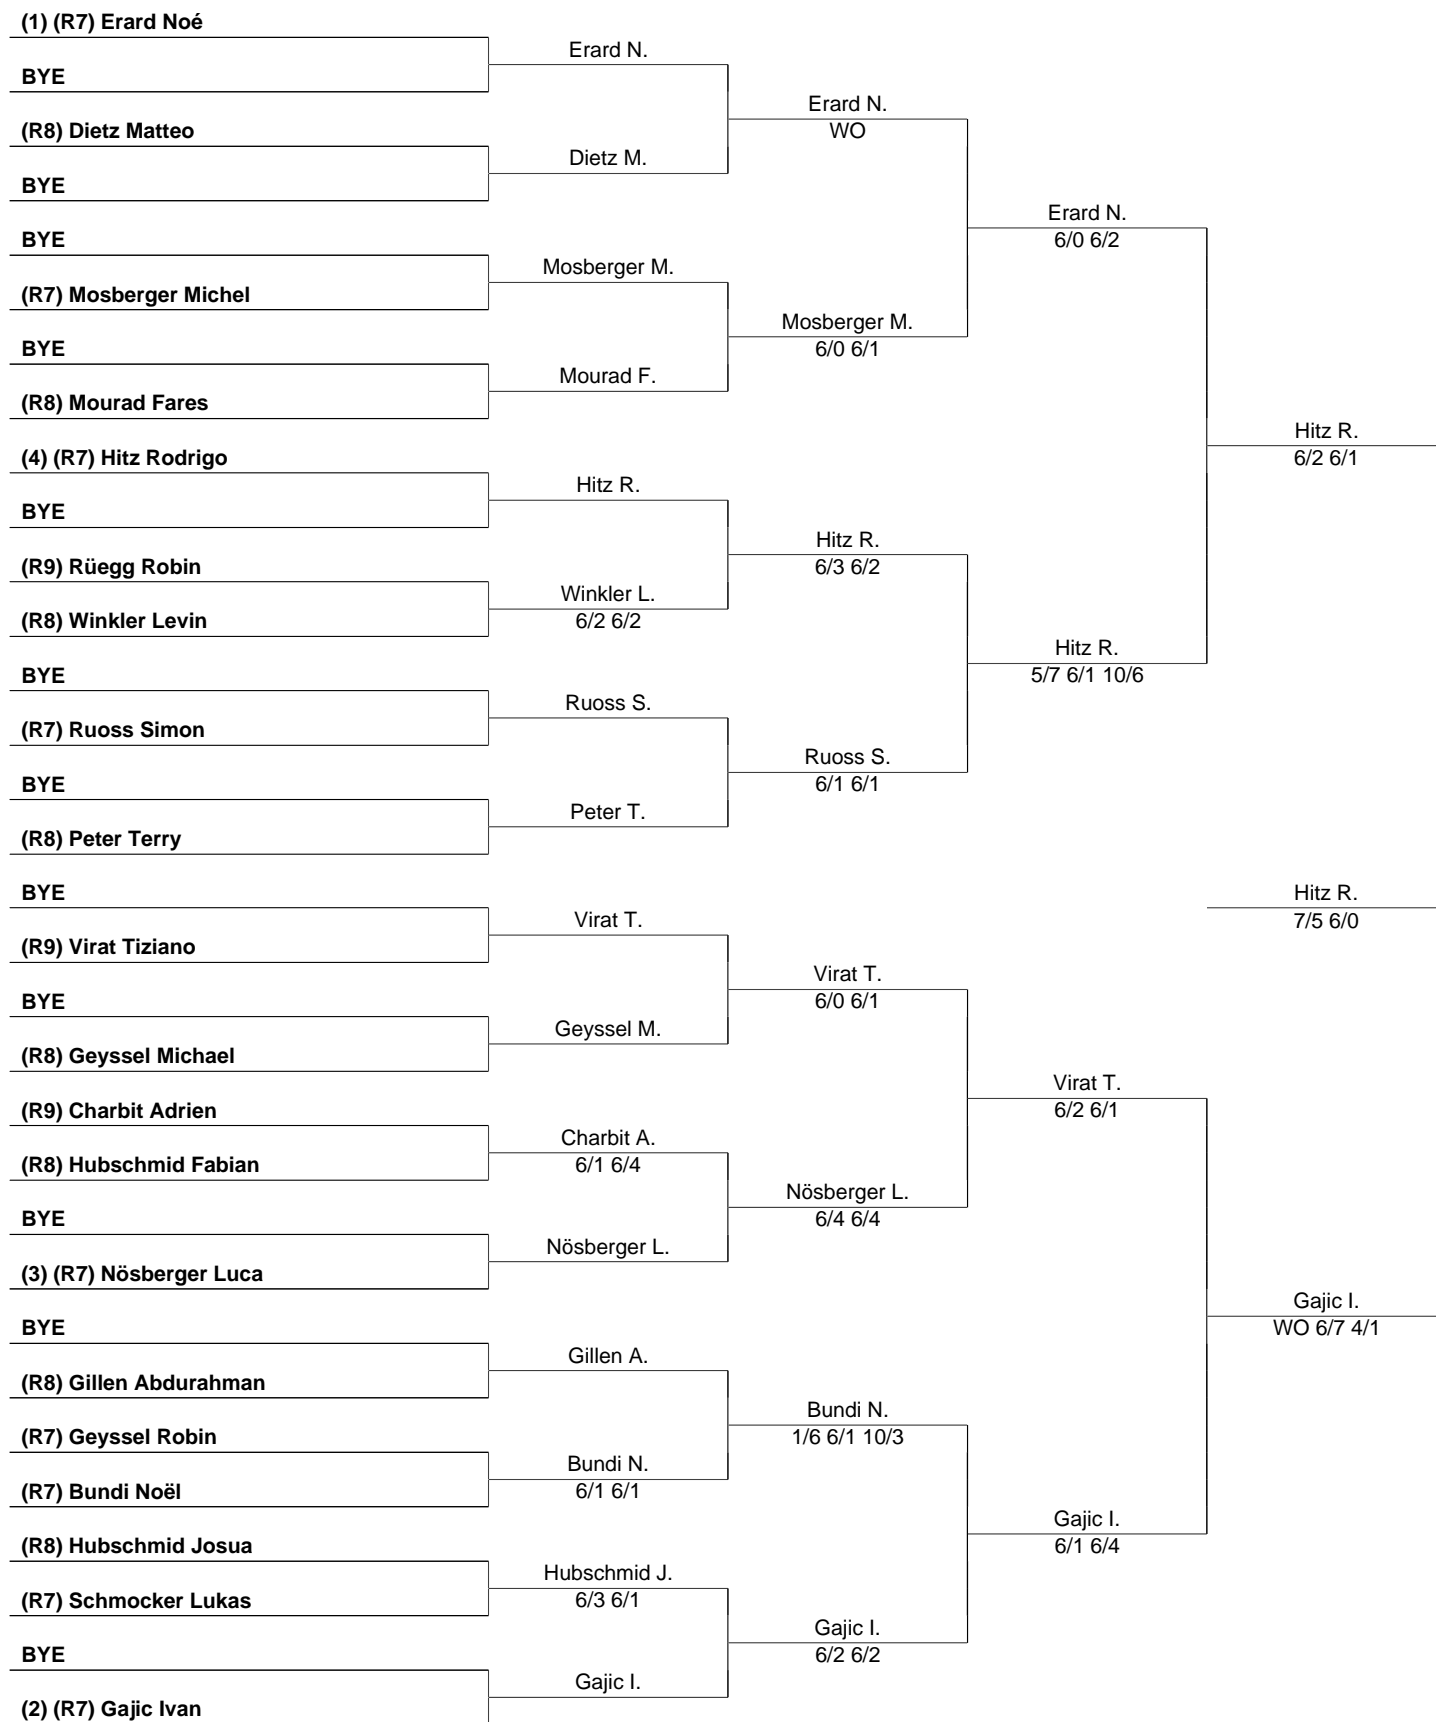 (1) (R7) Erard Noé
BYE
(R8) Dietz Matteo
BYE
BYE
(R7) Mosberger Michel
BYE
(R8) Mourad Fares
(4) (R7) Hitz Rodrigo
BYE
(R9) Rüegg Robin
(R8) Winkler Levin
BYE
(R7) Ruoss Simon
BYE
(R8) Peter Terry
BYE
(R9) Virat Tiziano
BYE
(R8) Geyssel Michael
(R9) Charbit Adrien
(R8) Hubschmid Fabian
BYE
(3) (R7) Nösberger Luca
BYE
(R8) Gillen Abdurahman
(R7) Geyssel Robin
(R7) Bundi Noël
(R8) Hubschmid Josua
(R7) Schmocker Lukas
BYE
(2) (R7) Gajic Ivan
Erard N.
Dietz M.
Mosberger M.
Mourad F.
Hitz R.
Winkler L.
6/2 6/2
Ruoss S.
Peter T.
Virat T.
Geyssel M.
Charbit A.
6/1 6/4
Nösberger L.
Gillen A.
Bundi N.
6/1 6/1
Hubschmid J.
6/3 6/1
Gajic I.
Erard N.
WO
Mosberger M.
6/0 6/1
Hitz R.
6/3 6/2
Ruoss S.
6/1 6/1
Virat T.
6/0 6/1
Nösberger L.
6/4 6/4
Bundi N.
1/6 6/1 10/3
Gajic I.
6/2 6/2
Erard N.
6/0 6/2
Hitz R.
5/7 6/1 10/6
Virat T.
6/2 6/1
Gajic I.
6/1 6/4
Hitz R.
6/2 6/1
Hitz R.
7/5 6/0
Gajic I.
WO 6/7 4/1